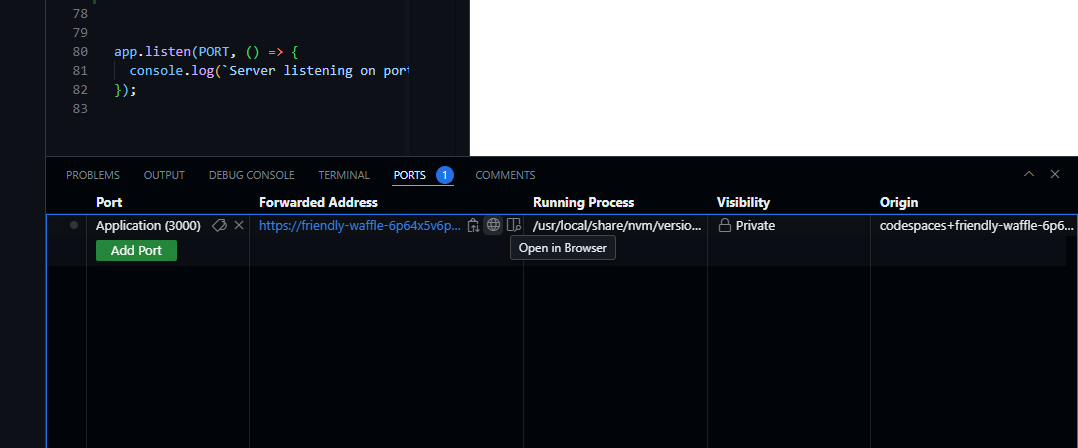 78
79
80 app.listen(PORT, () => {
81 console.log(`Server listening on port
82 });
83
PROBLEMS OUTPUT DEBUG CONSOLE TERMINAL PORTS 1 COMMENTS
Port Forwarded Address Running Process Visibility Origin
Application (3000) https://friendly-waffle-6p64x5v6p... /usr/local/share/nvm/versio... Private codespaces+friendly-waffle-6p6...
Add Port
Open in Browser